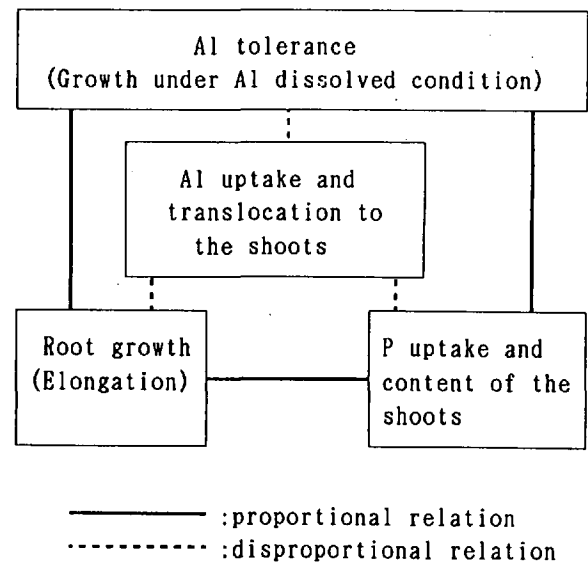 Al tolerance
(Growth under Al dissolved condition)
Al uptake and
translocation to
the shoots
Root growth
(Elongation)
P uptake and
content of the
shoots
:proportional relation
:disproportional relation